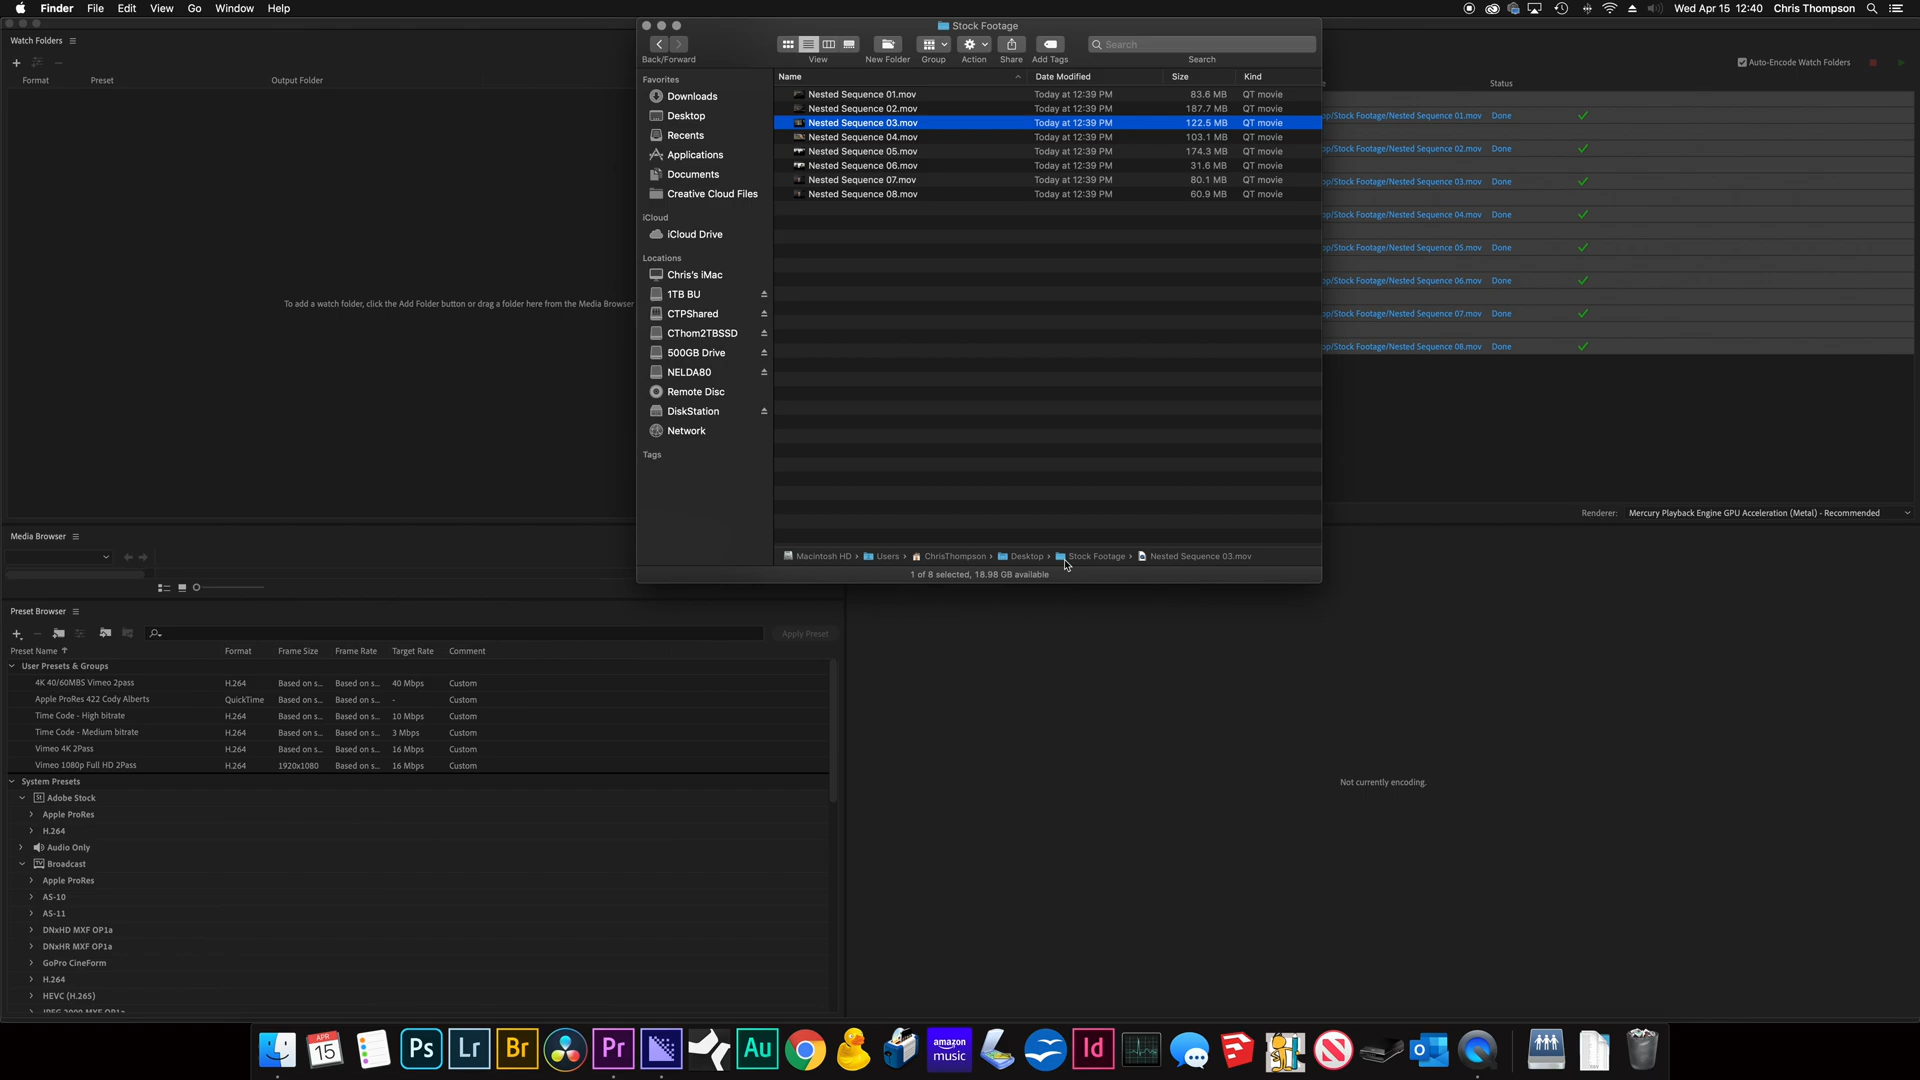 Finder File Edit View Go Window Help
Wed Apr 15 12:40 Chris Thompson
Watch Folders
Format Preset Output Folder
To add a watch folder, click the Add Folder button or drag a folder here from the Media Browser
Stock Footage
Back/Forward View New Folder Group Action Share Add Tags Search
Search
Favorites
Downloads
Desktop
Recents
Applications
Documents
Creative Cloud Files
iCloud
iCloud Drive
Locations
Chris's iMac
1TB BU
CTPShared
CThom2TBSSD
500GB Drive
NELDA80
Remote Disc
DiskStation
Network
Tags
Name Date Modified Size Kind
Nested Sequence 01.mov Today at 12:39 PM 83.6 MB QT movie
Nested Sequence 02.mov Today at 12:39 PM 187.7 MB QT movie
Nested Sequence 03.mov Today at 12:39 PM 122.5 MB QT movie
Nested Sequence 04.mov Today at 12:39 PM 103.1 MB QT movie
Nested Sequence 05.mov Today at 12:39 PM 174.3 MB QT movie
Nested Sequence 06.mov Today at 12:39 PM 31.6 MB QT movie
Nested Sequence 07.mov Today at 12:39 PM 80.1 MB QT movie
Nested Sequence 08.mov Today at 12:39 PM 60.9 MB QT movie
Macintosh HD › Users › ChrisThompson › Desktop › Stock Footage › Nested Sequence 03.mov
1 of 8 selected, 18.98 GB available
Auto-Encode Watch Folders
Status
/Stock Footage/Nested Sequence 01.mov Done
/Stock Footage/Nested Sequence 02.mov Done
/Stock Footage/Nested Sequence 03.mov Done
/Stock Footage/Nested Sequence 04.mov Done
/Stock Footage/Nested Sequence 05.mov Done
/Stock Footage/Nested Sequence 06.mov Done
/Stock Footage/Nested Sequence 07.mov Done
/Stock Footage/Nested Sequence 08.mov Done
Renderer: Mercury Playback Engine GPU Acceleration (Metal) - Recommended
Media Browser
Preset Browser
Apply Preset
Preset Name Format Frame Size Frame Rate Target Rate Comment
User Presets & Groups
4K 40/60MBS Vimeo 2pass H.264 Based on s... Based on s... 40 Mbps Custom
Apple ProRes 422 Cody Alberts QuickTime Based on s... Based on s... - Custom
Time Code - High bitrate H.264 Based on s... Based on s... 10 Mbps Custom
Time Code - Medium bitrate H.264 Based on s... Based on s... 3 Mbps Custom
Vimeo 4K 2Pass H.264 Based on s... Based on s... 16 Mbps Custom
Vimeo 1080p Full HD 2Pass H.264 1920x1080 Based on s... 16 Mbps Custom
System Presets
St Adobe Stock
Apple ProRes
H.264
Audio Only
TV Broadcast
Apple ProRes
AS-10
AS-11
DNxHD MXF OP1a
DNxHR MXF OP1a
GoPro CineForm
H.264
HEVC (H.265)
JPEG 2000 MXF OP1a
Not currently encoding.
APR
15 Ps Lr Br Pr Au amazon music Id